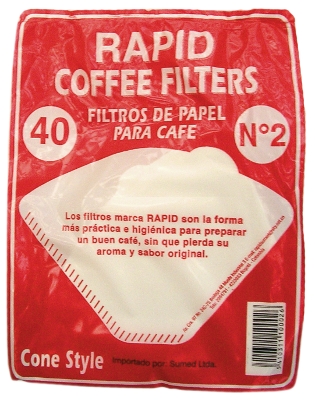 RAPID
COFFEE FILTERS
FILTROS DE PAPEL
PARA CAFE
40
N°2
Los filtros marca RAPID son la forma
más práctica e higiénica para preparar
un buen café, sin que pierda su
aroma y sabor original.
Cone Style
Importado por: Sumed Ltda.